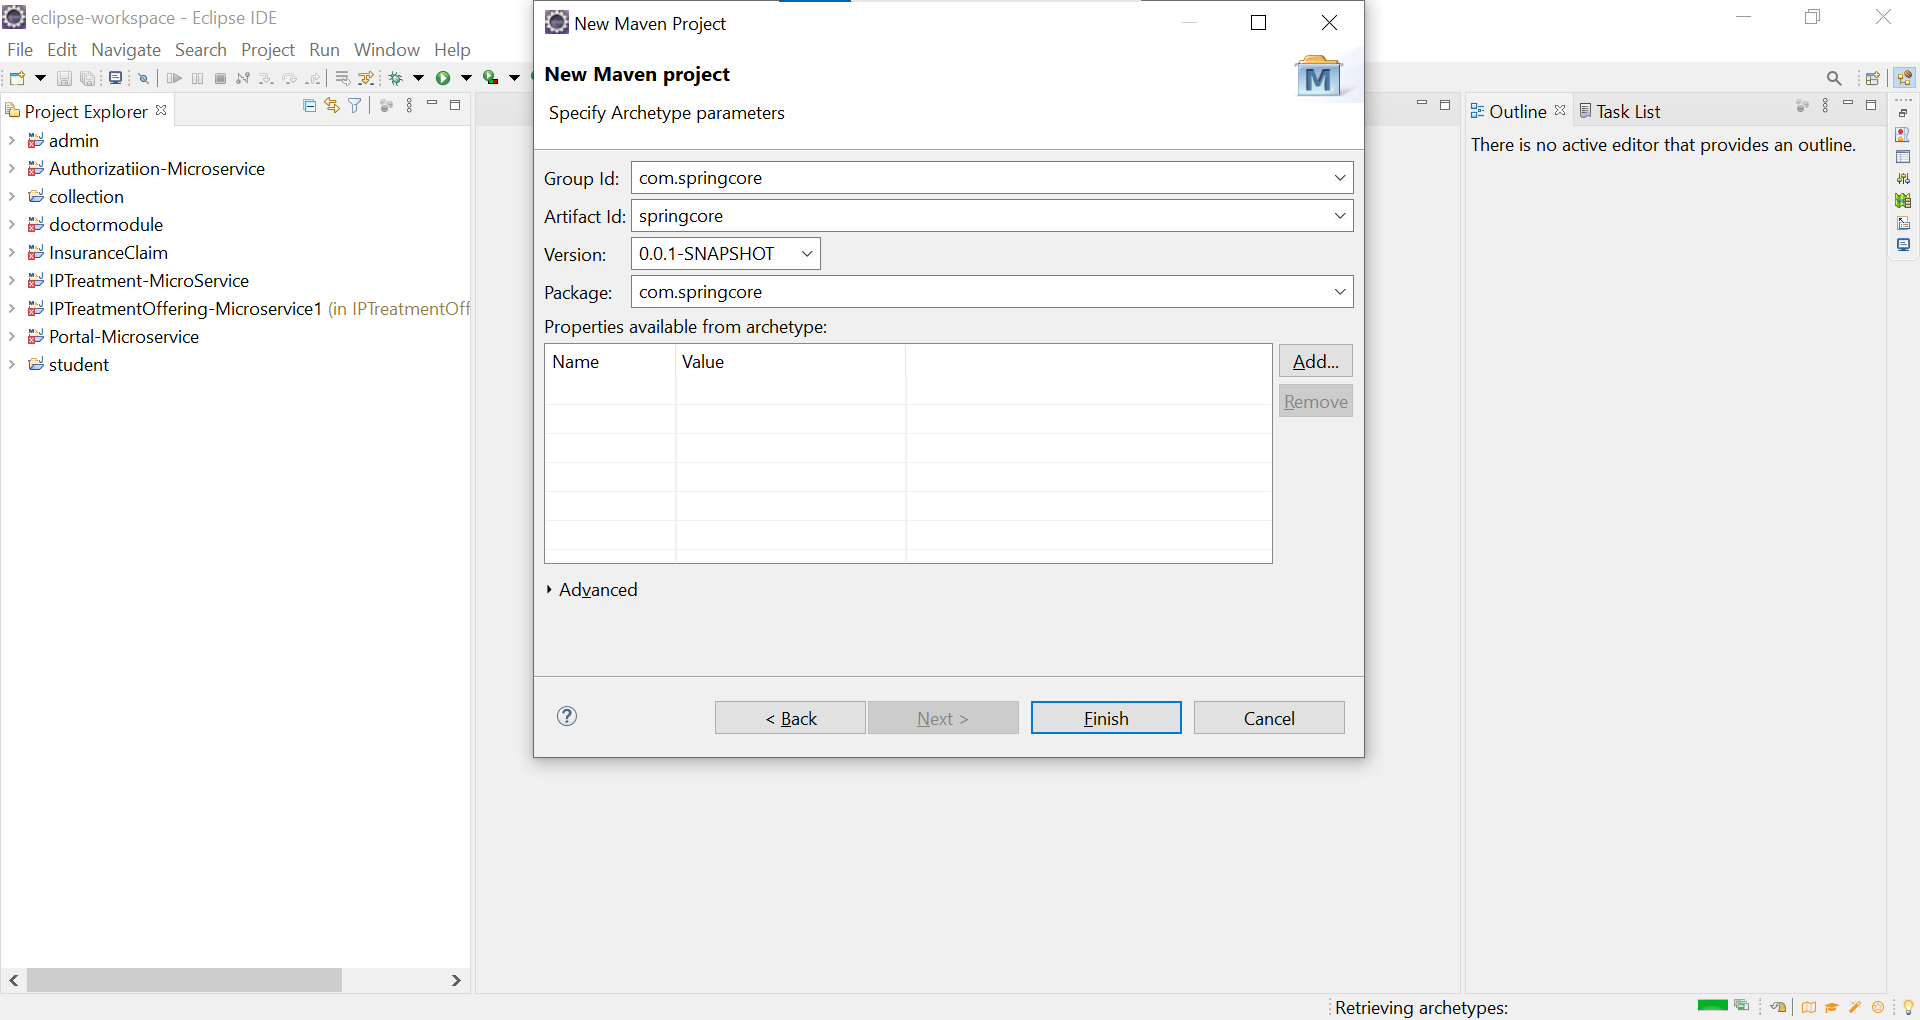 eclipse-workspace - Eclipse IDE
File Edit Navigate Search Project Run Window Help
Project Explorer
admin
Authorizatiion-Microservice
collection
doctormodule
InsuranceClaim
IPTreatment-MicroService
IPTreatmentOffering-Microservice1 (in IPTreatmentOff
Portal-Microservice
student
New Maven Project
New Maven project
Specify Archetype parameters
M
Group Id: com.springcore
Artifact Id: springcore
Version: 0.0.1-SNAPSHOT
Package: com.springcore
Properties available from archetype:
Name Value
Add...
Remove
Advanced
?
< Back Next > Finish Cancel
Outline Task List
There is no active editor that provides an outline.
Retrieving archetypes: